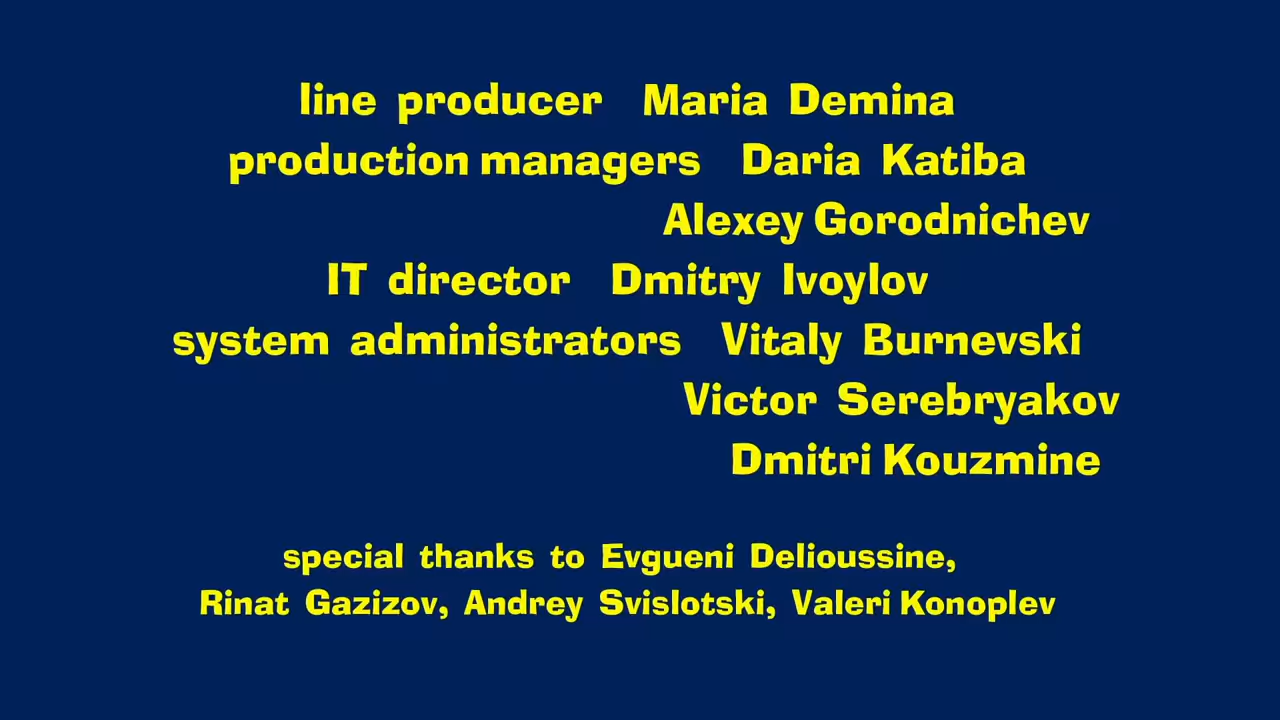 line producer Maria Demina
production managers Daria Katiba
Alexey Gorodnichev
IT director Dmitry Ivoylov
system administrators Vitaly Burnevski
Victor Serebryakov
Dmitri Kouzmine
special thanks to Evgueni Delioussine,
Rinat Gazizov, Andrey Svislotski, Valeri Konoplev